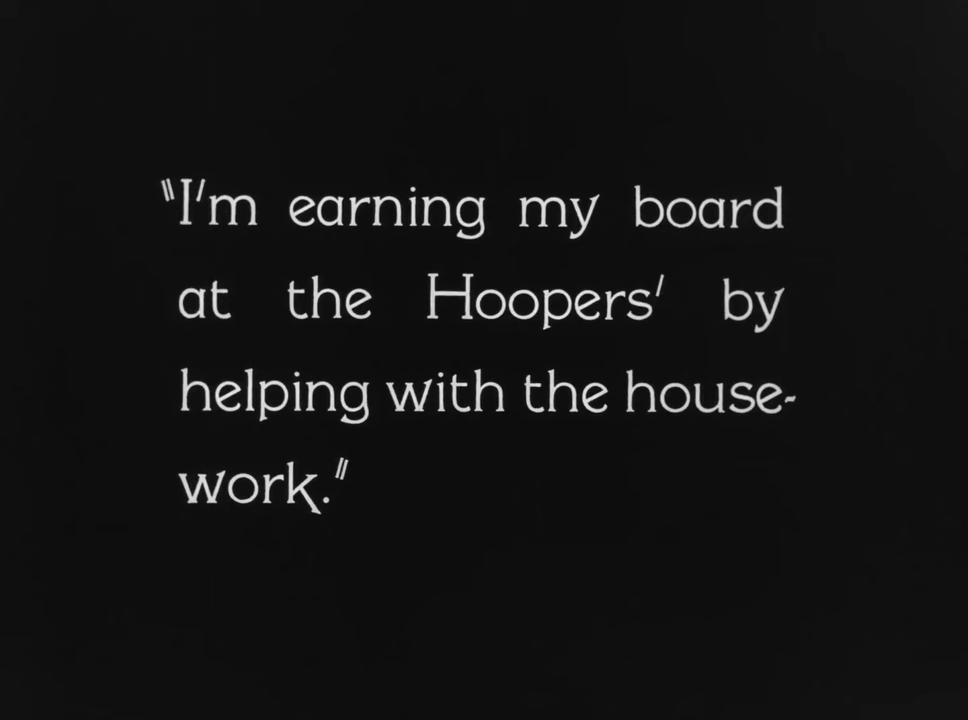 "I'm earning my board
at the Hoopers' by
helping with the house-
work."